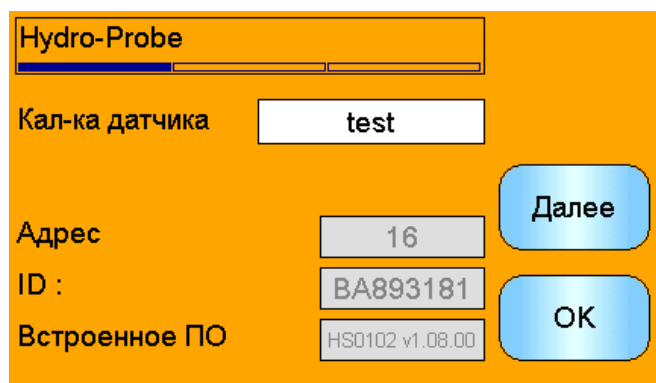 Hydro-Probe
Кал-ка датчика test
Далее
Адрес 16
ID : BA893181
OK
Встроенное ПО HS0102 v1.08.00